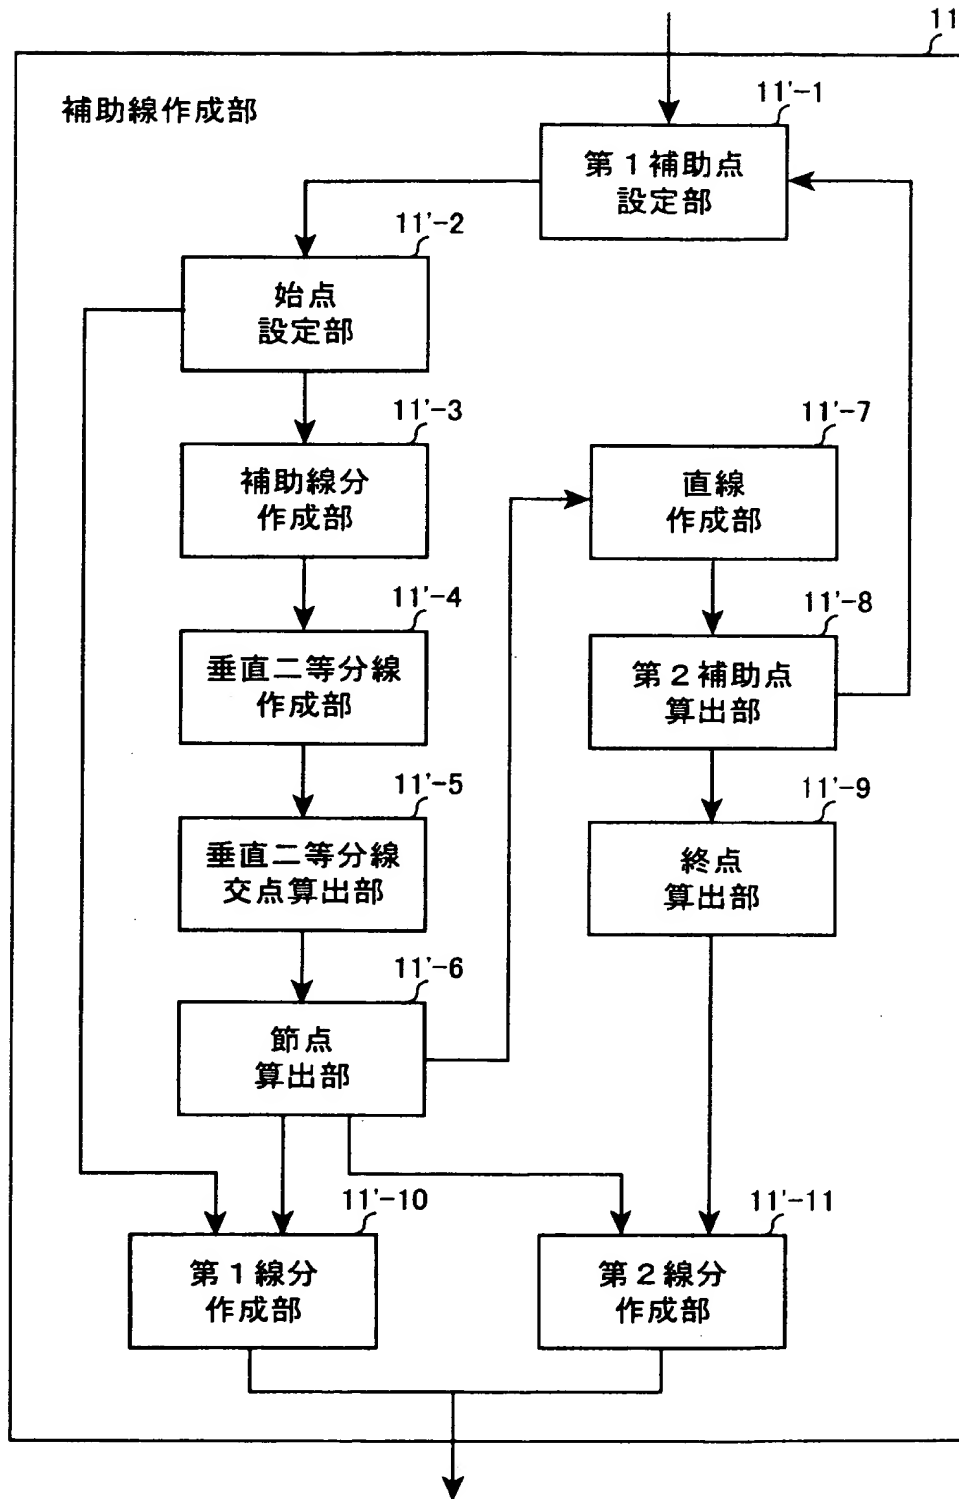 11
補助線作成部
11'-1
第1補助点
設定部
11'-2
始点
設定部
11'-3
補助線分
作成部
11'-7
直線
作成部
11'-4
垂直二等分線
作成部
11'-8
第2補助点
算出部
11'-5
垂直二等分線
交点算出部
11'-9
終点
算出部
11'-6
節点
算出部
11'-10
第1線分
作成部
11'-11
第2線分
作成部